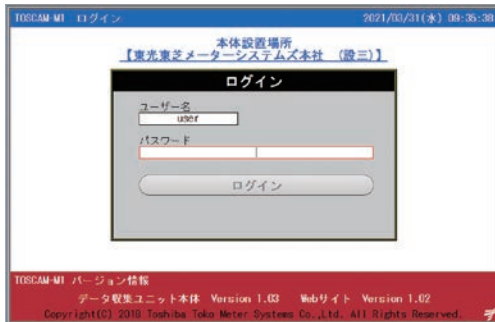 TOSCAM-M1 ログイン 2021/03/31(水) 09:35:38
本体設置場所
【東光東芝メーターシステムズ本社 (設三)】
ログイン
ユーザー名
user
パスワード
ログイン
TOSCAM-M1 バージョン情報
データ収集ユニット本体 Version 1.03 Webサイト Version 1.02
Copyright(C) 2018 Toshiba Toko Meter Systems Co.,Ltd. All Rights Reserved.